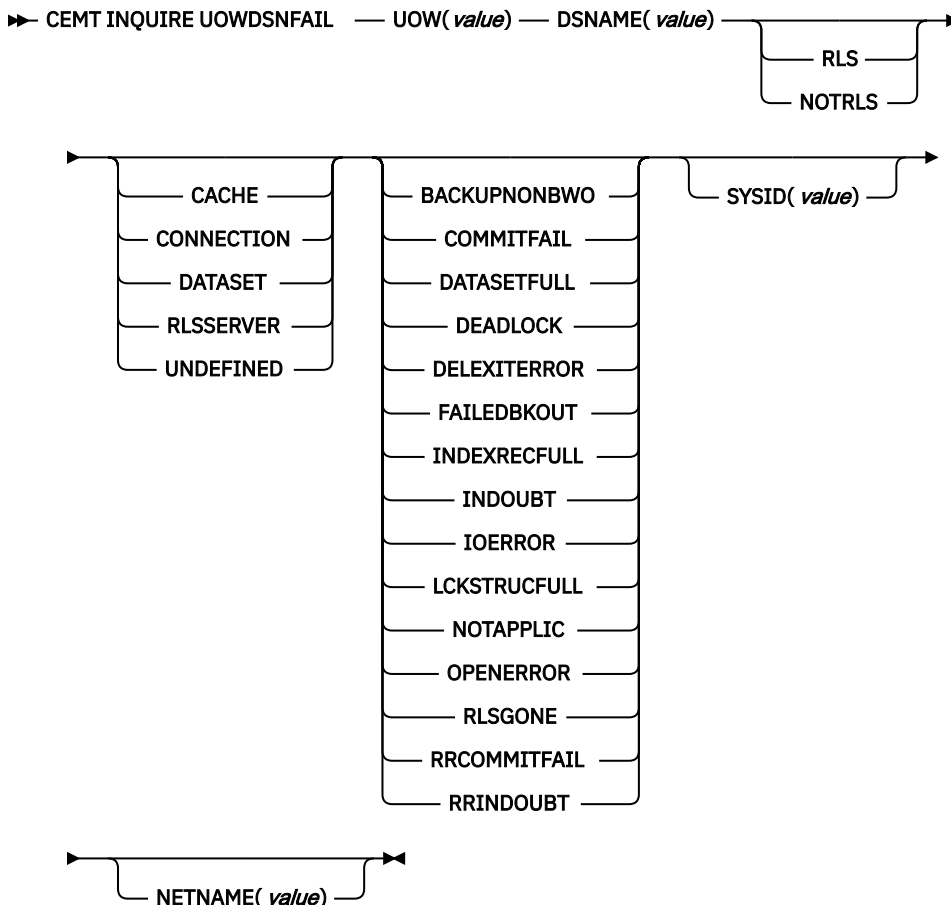 CEMT INQUIRE UOWDSNFAIL UOW( value) DSNAME( value)
RLS
NOTRLS
CACHE
CONNECTION
DATASET
RLSSERVER
UNDEFINED
BACKUPNONBWO
COMMITFAIL
DATASETFULL
DEADLOCK
DELEXITERROR
FAILEDBKOUT
INDEXRECFULL
INDOUBT
IOERROR
LCKSTRUCFULL
NOTAPPLIC
OPENERROR
RLSGONE
RRCOMMITFAIL
RRINDOUBT
SYSID( value)
NETNAME( value)